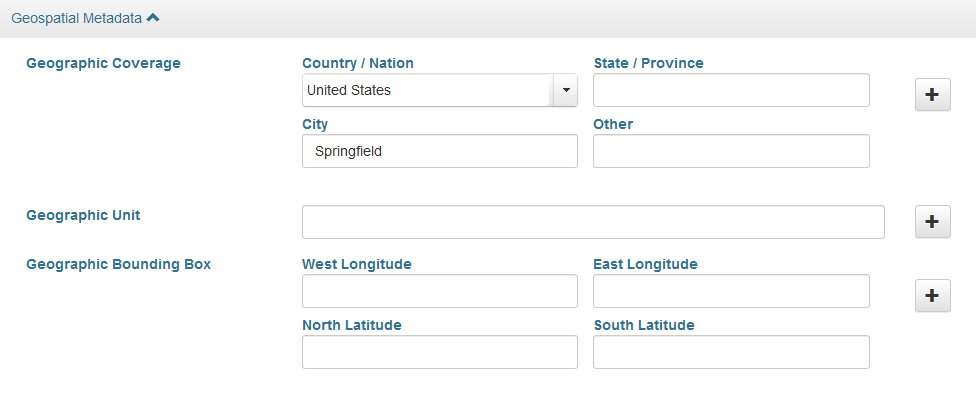 Geospatial Metadata
Geographic Coverage
Country / Nation
State / Province
United States
City
Other
Springfield
Geographic Unit
Geographic Bounding Box
West Longitude
East Longitude
North Latitude
South Latitude